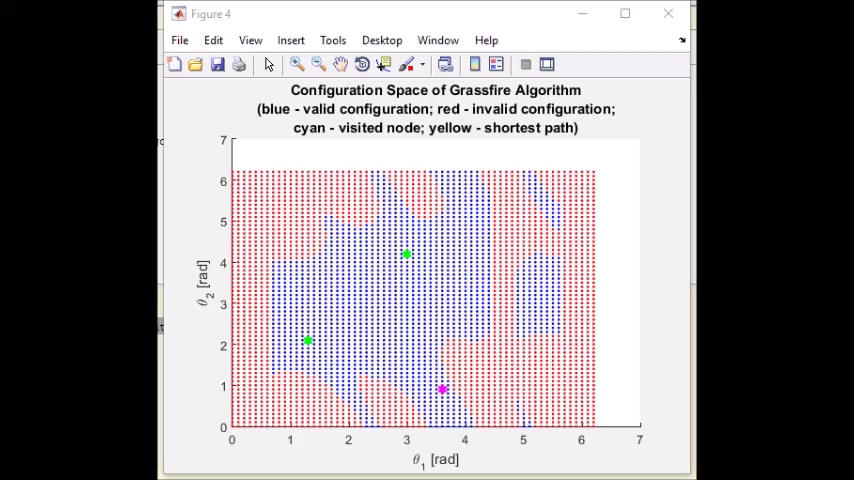 Figure 4
File Edit View Insert Tools Desktop Window Help
Configuration Space of Grassfire Algorithm
(blue - valid configuration; red - invalid configuration;
cyan - visited node; yellow - shortest path)
7
6
5
4
3
2
1
0
θ2 [rad]
0 1 2 3 4 5 6 7
θ1 [rad]